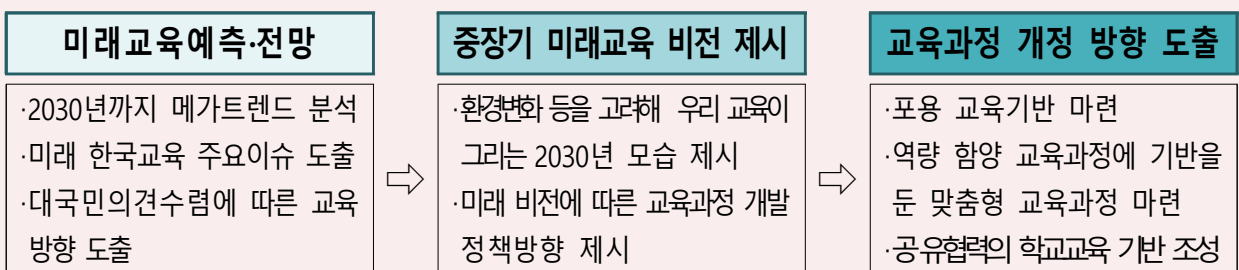 미래교육예측·전망
·2030년까지 메가트렌드 분석
·미래 한국교육 주요이슈 도출
·대국민의견수렴에 따른 교육
방향 도출
중장기 미래교육 비전 제시
·환경변화 등을 고려해 우리 교육이
그리는 2030년 모습 제시
·미래 비전에 따른 교육과정 개발
정책방향 제시
교육과정 개정 방향 도출
·포용 교육기반 마련
·역량 함양 교육과정에 기반을
둔 맞춤형 교육과정 마련
·공유협력의 학교교육 기반 조성